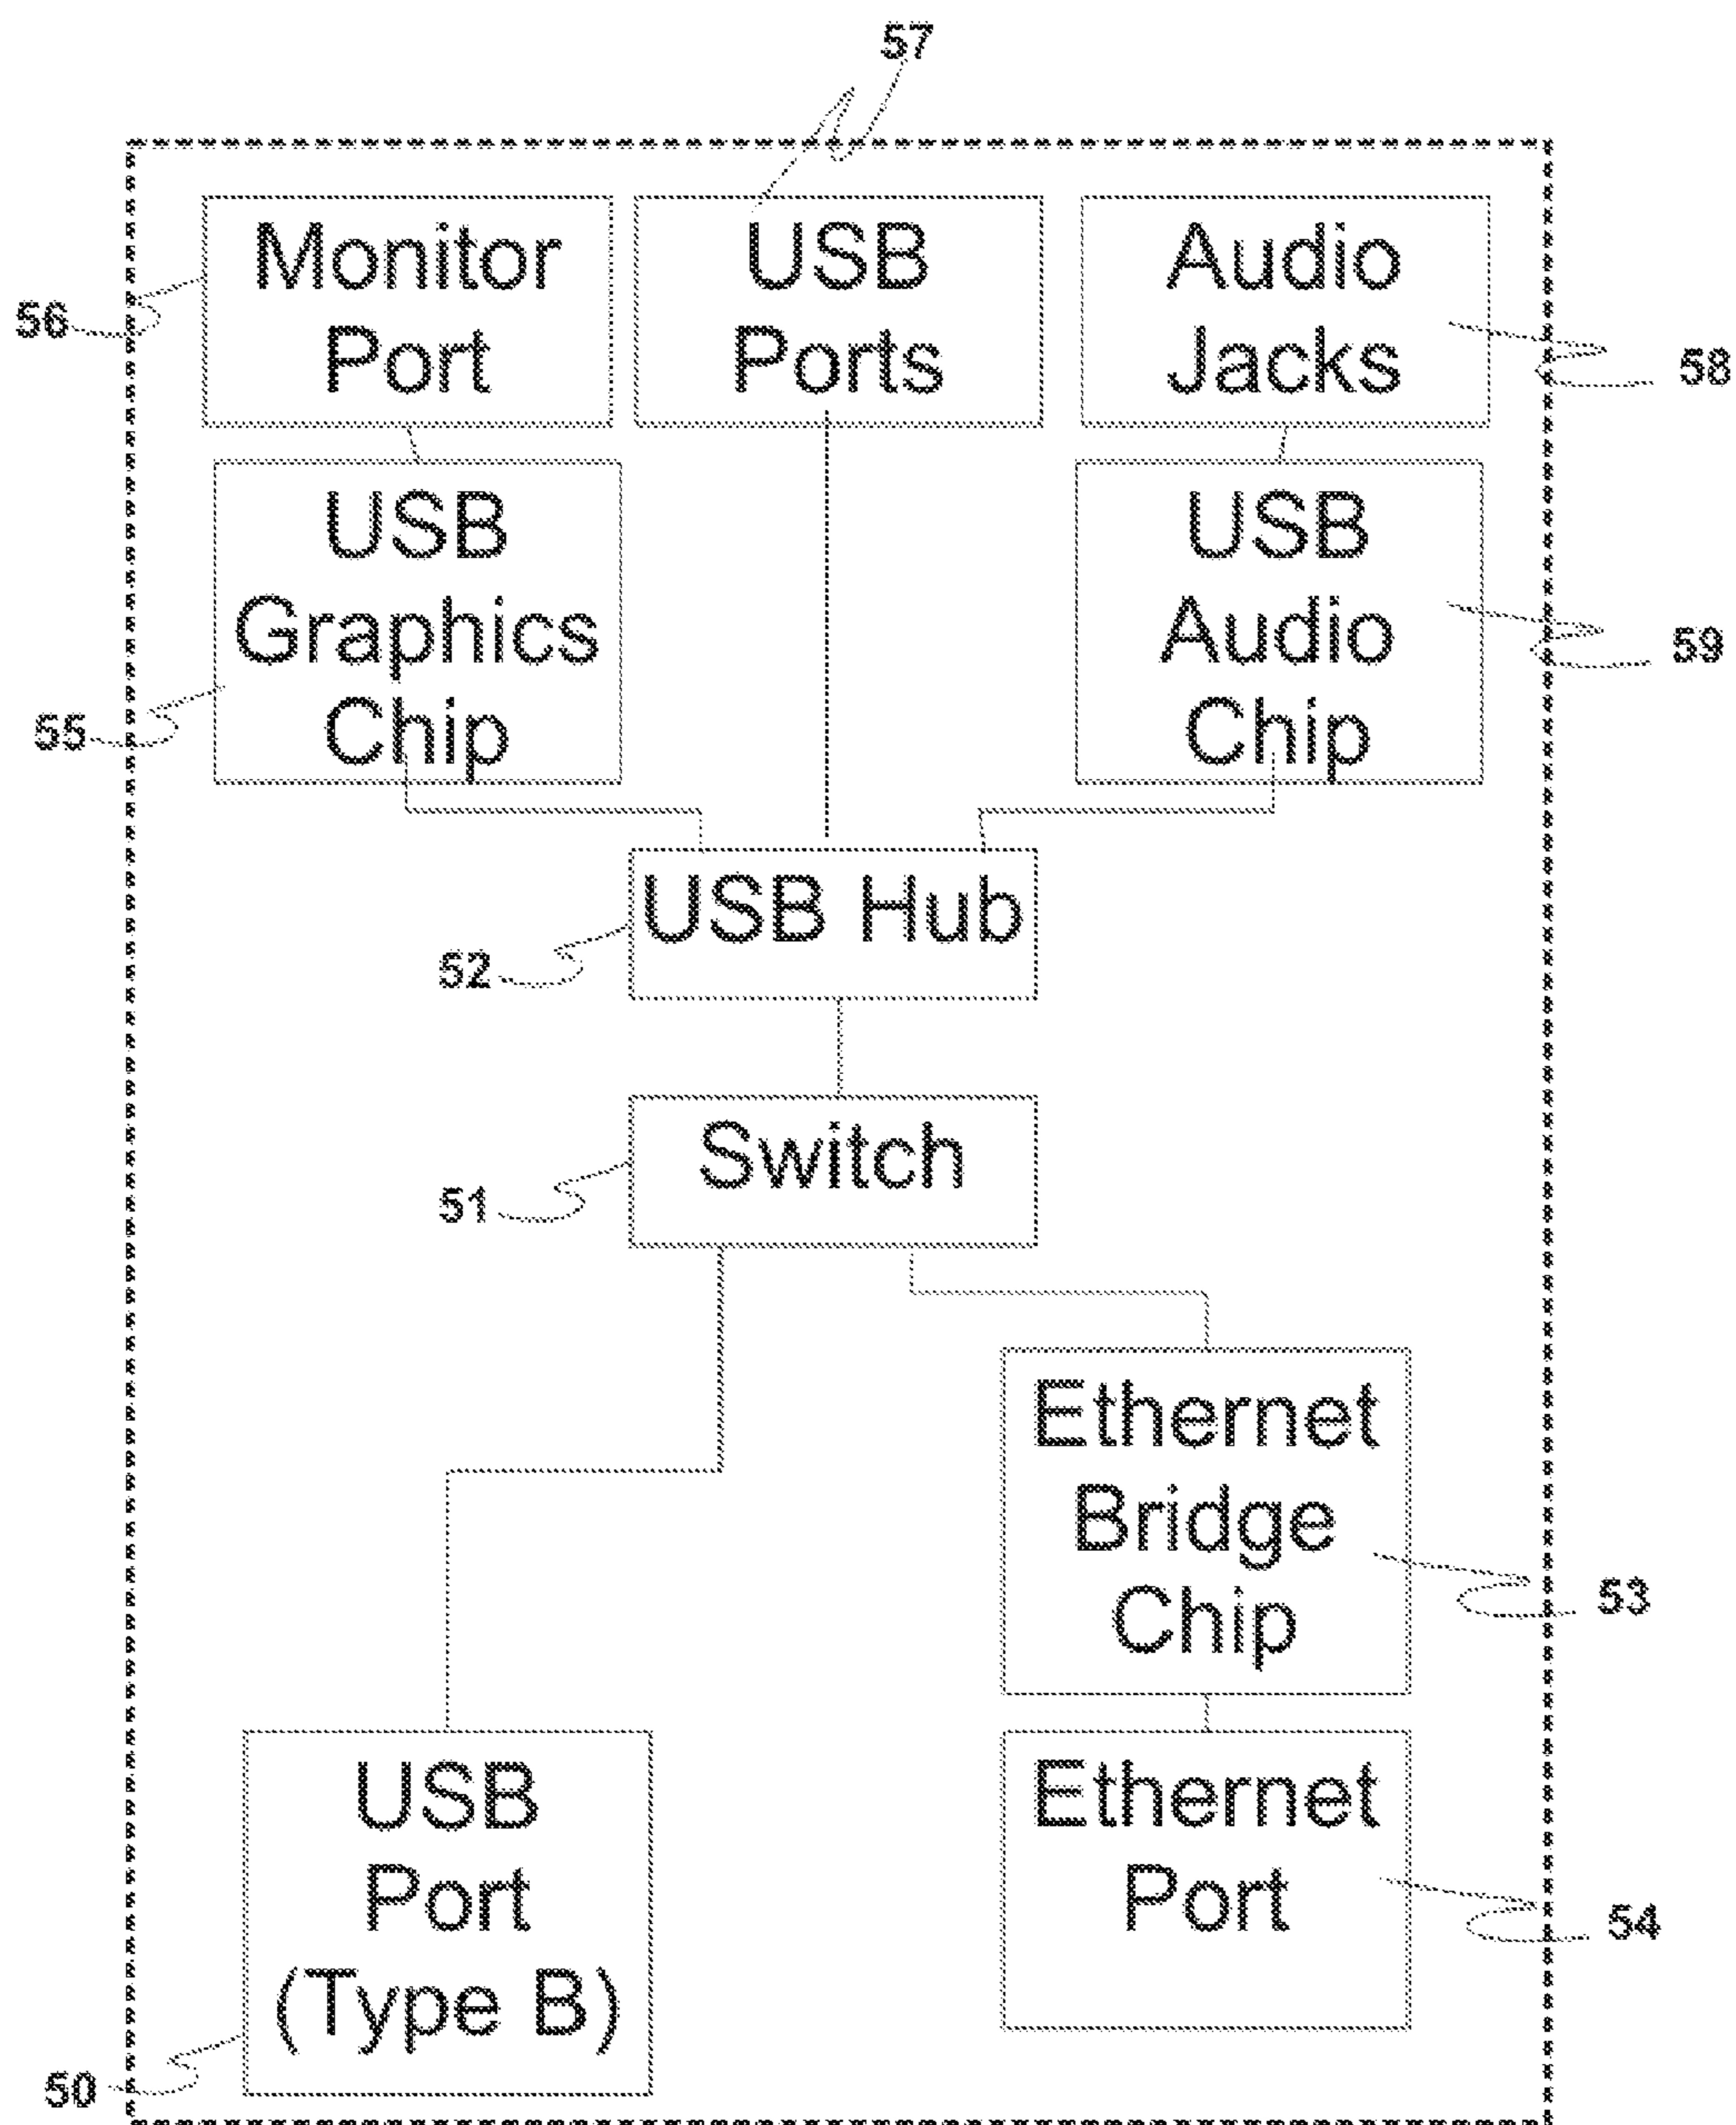 57
Monitor
Port
USB
Ports
Audio
Jacks
56
58
USB
Graphics
Chip
USB
Audio
Chip
55
59
USB Hub
52
Switch
51
Ethernet
Bridge
Chip
53
USB
Port
(Type B)
Ethernet
Port
54
50